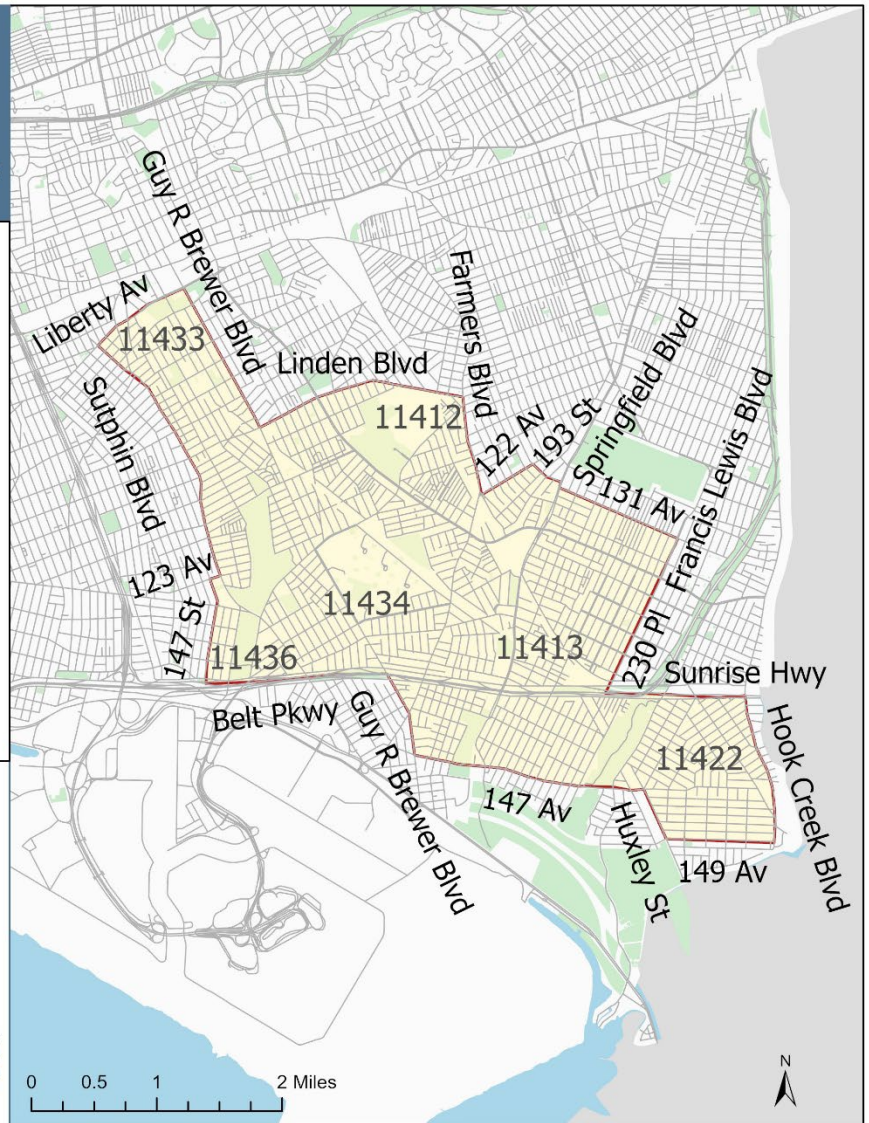 Guy R Brewer Blvd
Liberty Av
11433
Linden Blvd
Farmers Blvd
11412
Sutphin Blvd
122 Av
193 St
Springfield Blvd
131 Av
Francis Lewis Blvd
123 Av
147 St
11434
11436
11413
230 Pl
Sunrise Hwy
Belt Pkwy
Guy R Brewer Blvd
11422
Hook Creek Blvd
147 Av
Huxley St
149 Av
0 0.5 1 2 Miles
N